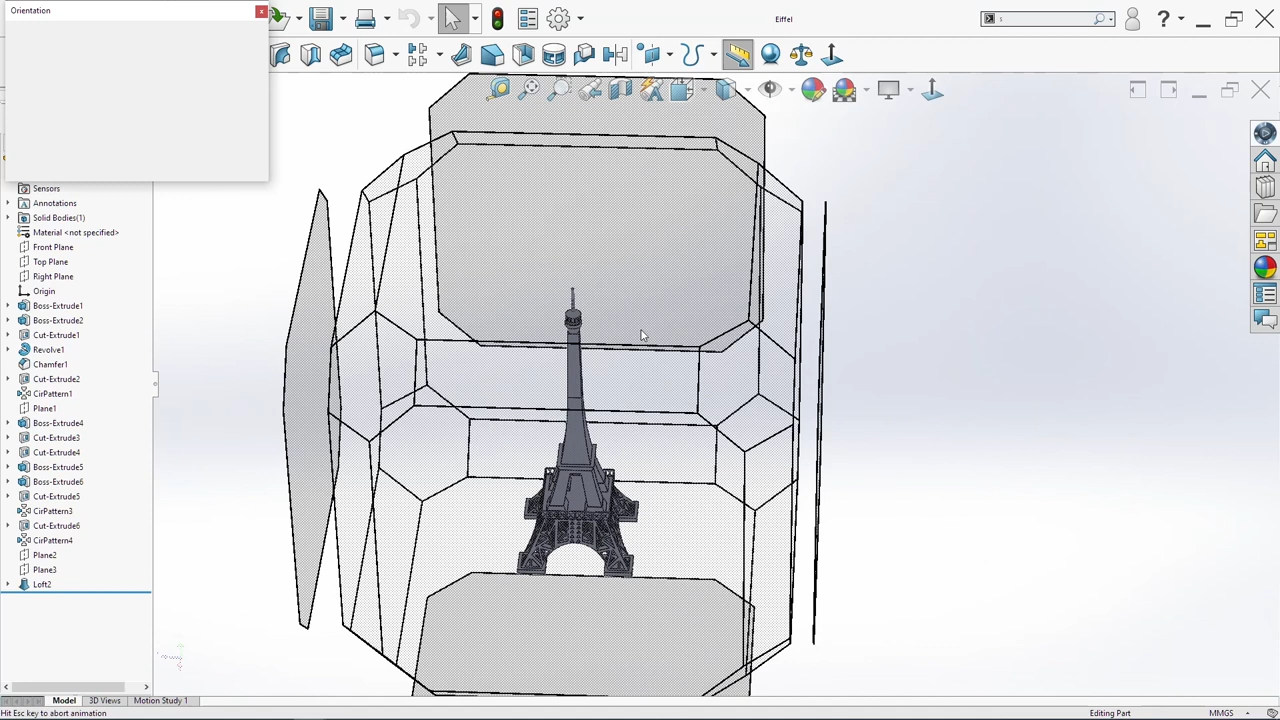 Orientation
Eiffel
s
Sensors
Annotations
Solid Bodies(1)
Material <not specified>
Front Plane
Top Plane
Right Plane
Origin
Boss-Extrude1
Boss-Extrude2
Cut-Extrude1
Revolve1
Chamfer1
Cut-Extrude2
CirPattern1
Plane1
Boss-Extrude4
Cut-Extrude3
Cut-Extrude4
Boss-Extrude5
Boss-Extrude6
Cut-Extrude5
CirPattern3
Cut-Extrude6
CirPattern4
Plane2
Plane3
Loft2
Model 3D Views Motion Study 1
Hit Esc key to abort animation Editing Part MMGS